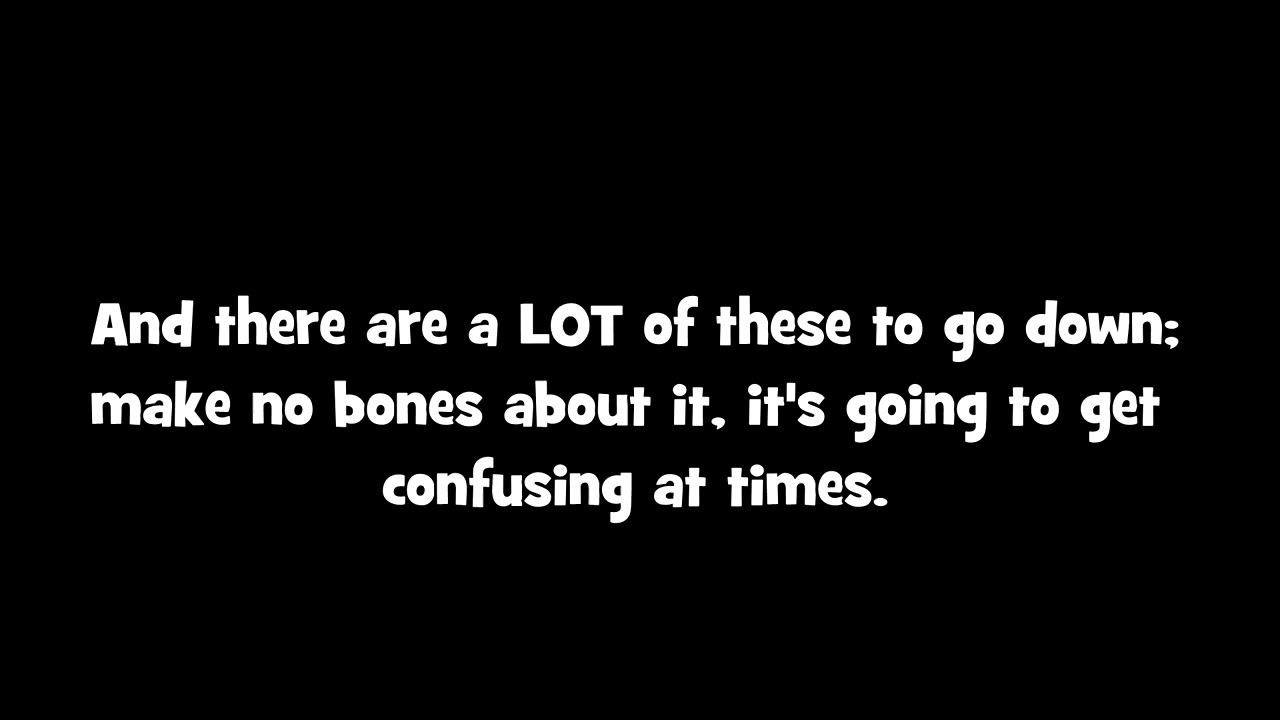 And there are a LOT of these to go down;
make no bones about it, it's going to get
confusing at times.